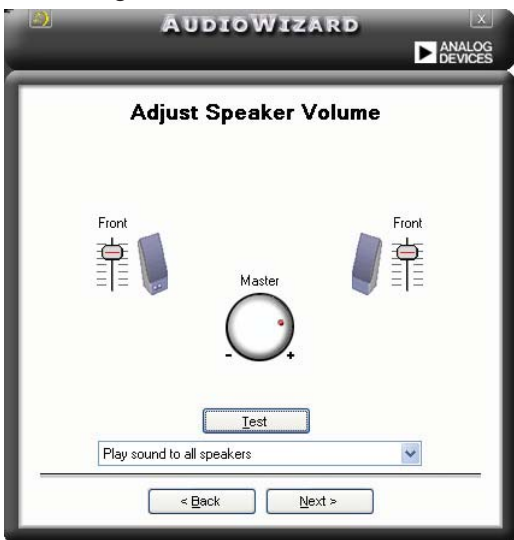 AUDIOWIZARD
X
ANALOG
DEVICES
Adjust Speaker Volume
Front
Front
Master
- +
Test
Play sound to all speakers
< Back
Next >